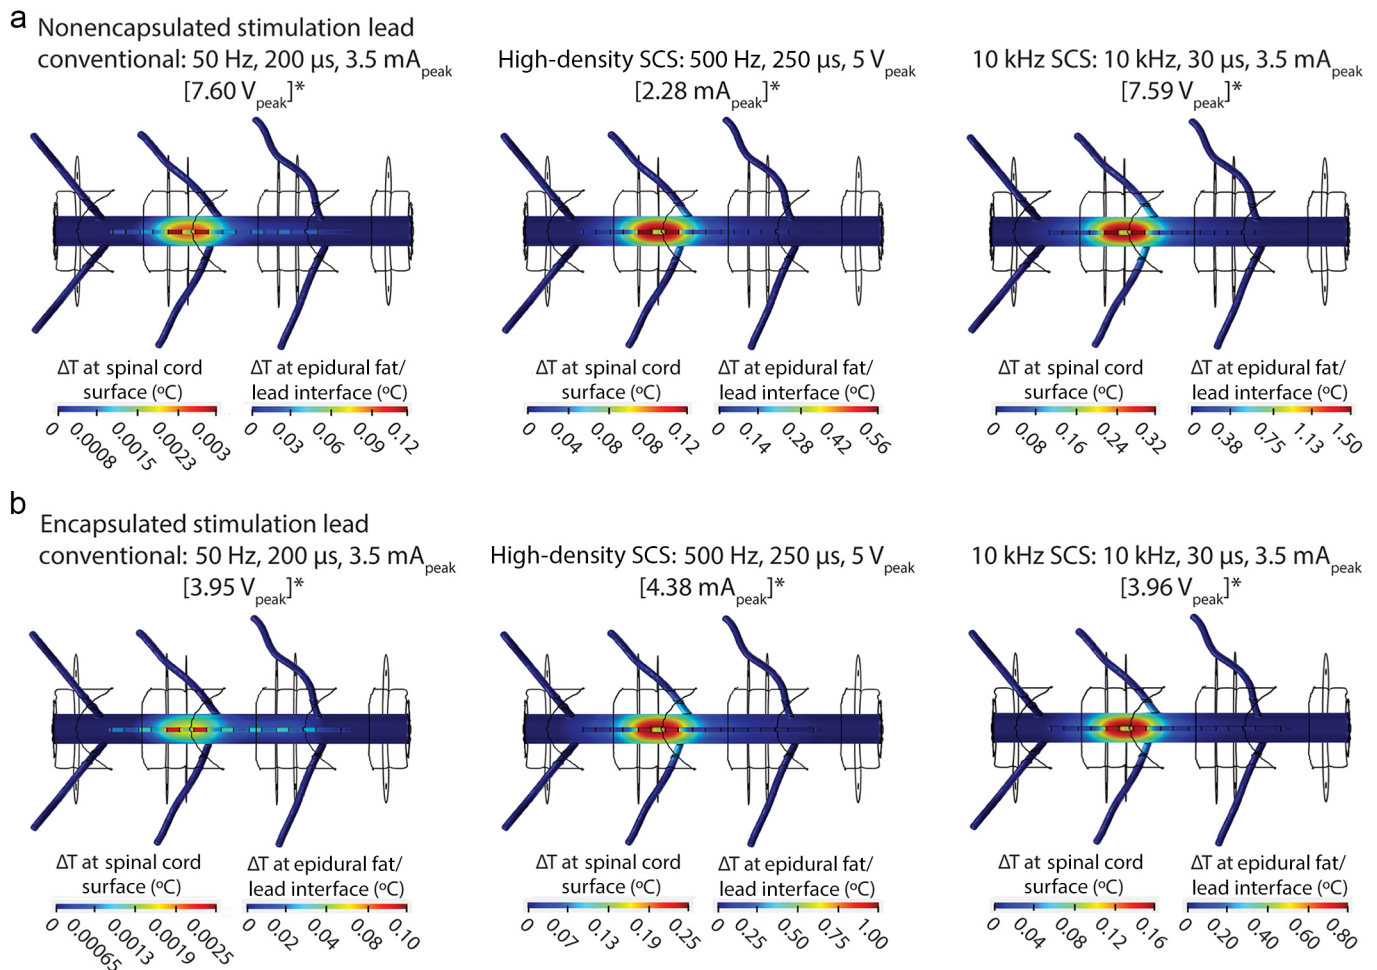 a
Nonencapsulated stimulation lead
conventional: 50 Hz, 200 µs, 3.5 mApeak
[7.60 Vpeak]*
High-density SCS: 500 Hz, 250 µs, 5 Vpeak
[2.28 mApeak]*
10 kHz SCS: 10 kHz, 30 µs, 3.5 mApeak
[7.59 Vpeak]*
ΔT at spinal cord
surface (ºC)
0 0.0008 0.0015 0.0023 0.003
ΔT at epidural fat/
lead interface (ºC)
0 0.03 0.06 0.09 0.12
ΔT at spinal cord
surface (ºC)
0 0.04 0.08 0.08 0.12
ΔT at epidural fat/
lead interface (ºC)
0 0.14 0.28 0.42 0.56
ΔT at spinal cord
surface (ºC)
0 0.08 0.16 0.24 0.32
ΔT at epidural fat/
lead interface (ºC)
0 0.38 0.75 1.13 1.50
b
Encapsulated stimulation lead
conventional: 50 Hz, 200 µs, 3.5 mApeak
[3.95 Vpeak]*
High-density SCS: 500 Hz, 250 µs, 5 Vpeak
[4.38 mApeak]*
10 kHz SCS: 10 kHz, 30 µs, 3.5 mApeak
[3.96 Vpeak]*
ΔT at spinal cord
surface (ºC)
0 0.00065 0.0013 0.0019 0.0025
ΔT at epidural fat/
lead interface (ºC)
0 0.02 0.04 0.08 0.10
ΔT at spinal cord
surface (ºC)
0 0.07 0.13 0.19 0.25
ΔT at epidural fat/
lead interface (ºC)
0 0.25 0.50 0.75 1.00
ΔT at spinal cord
surface (ºC)
0 0.04 0.08 0.12 0.16
ΔT at epidural fat/
lead interface (ºC)
0 0.20 0.40 0.60 0.80